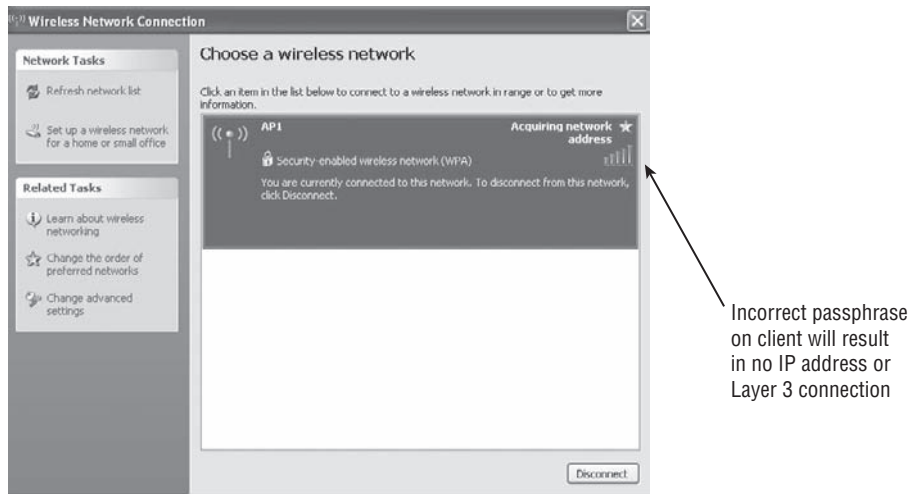 Wireless Network Connection
Network Tasks
Refresh network list
Set up a wireless network
for a home or small office
Related Tasks
Learn about wireless
networking
Change the order of
preferred networks
Change advanced
settings
Choose a wireless network
Click an item in the list below to connect to a wireless network in range or to get more
information.
AP1
Acquiring network
address
Security-enabled wireless network (WPA)
You are currently connected to this network. To disconnect from this network,
click Disconnect.
Disconnect
Incorrect passphrase
on client will result
in no IP address or
Layer 3 connection